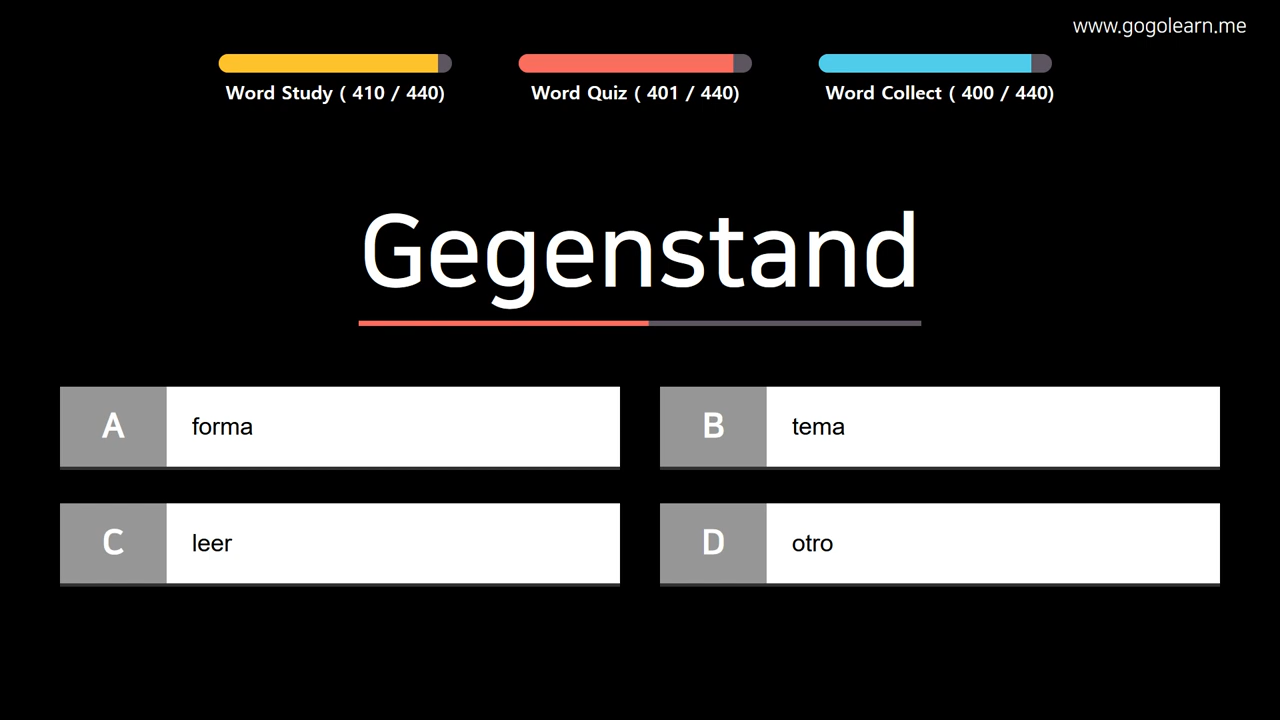 www.gogolearn.me
Word Study ( 410 / 440)
Word Quiz ( 401 / 440)
Word Collect ( 400 / 440)
Gegenstand
A forma
B tema
C leer
D otro